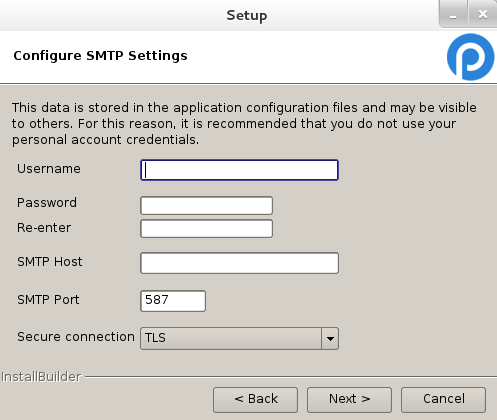 Setup
Configure SMTP Settings
This data is stored in the application configuration files and may be visible
to others. For this reason, it is recommended that you do not use your
personal account credentials.
Username
Password
Re-enter
SMTP Host
SMTP Port 587
Secure connection TLS
InstallBuilder
< Back Next > Cancel